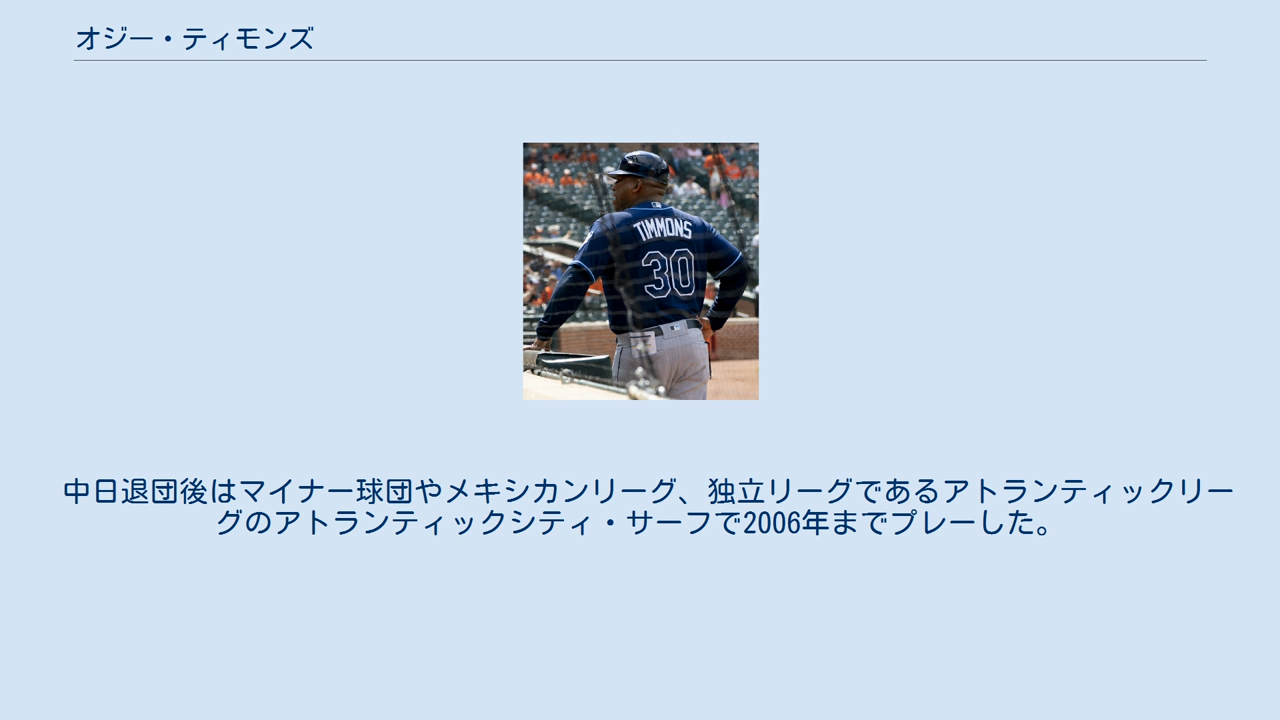 オジー・ティモンズ
TIMMONS
30
中日退団後はマイナー球団やメキシカンリーグ、独立リーグであるアトランティックリー
グのアトランティックシティ・サーフで2006年までプレーした。